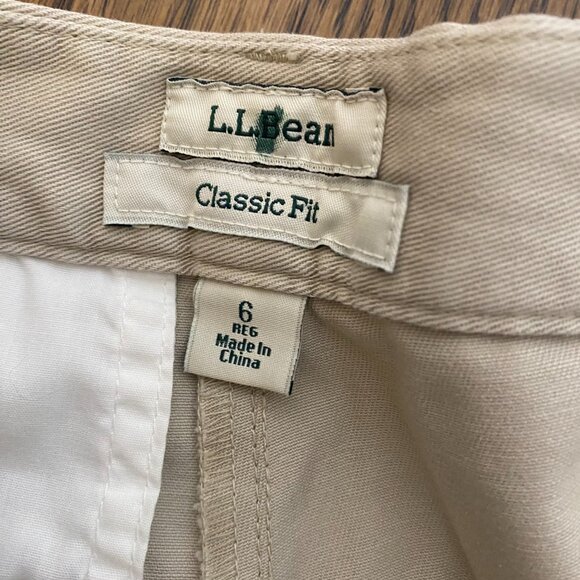 L.L.Bean
Classic Fit
6
REG
Made In
China